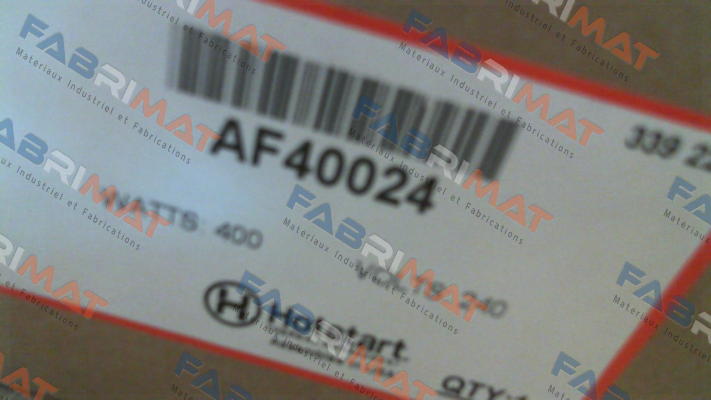 AF40024
339 22
WATTS: 400
VOLTS: 240
Hotstart.
QTY:1
FABRIMAT
Materiaux Industriel et Fabrications